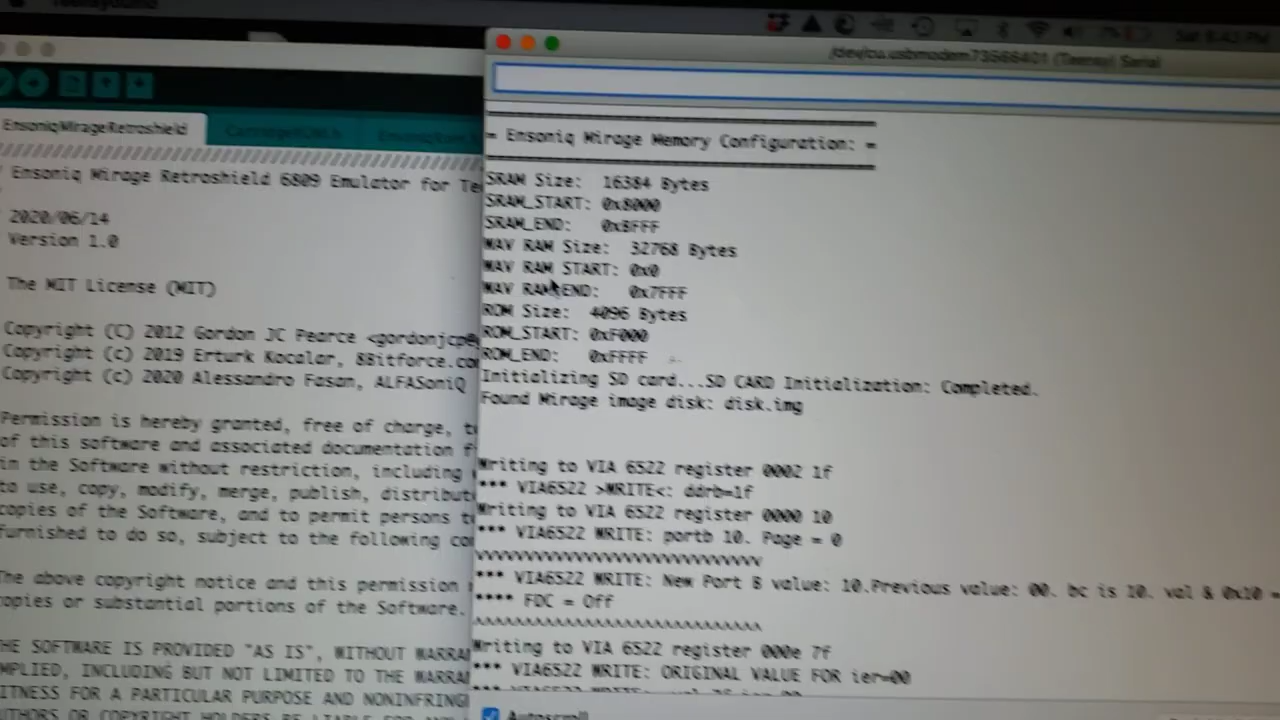 /dev/cu.usbmodem73568401 (Teensy) Serial
EnsoniqMirageRetroshield
Ensoniq Mirage Retroshield 6809 Emulator for
2020/06/14
Version 1.0
The MIT License (MIT)
Copyright (C) 2012 Gordon JC Pearce <gordonjcp@
Copyright (c) 2019 Erturk Kocalar, 8Bitforce.co
Copyright (c) 2020 Alessandro Fasan, ALFASoniQ
Permission is hereby granted, free of charge, t
of this software and associated documentation f
in the Software without restriction, including
to use, copy, modify, merge, publish, distribut
copies of the Software, and to permit persons t
furnished to do so, subject to the following co
The above copyright notice and this permission
copies or substantial portions of the Software.
THE SOFTWARE IS PROVIDED "AS IS", WITHOUT WARRA
IMPLIED, INCLUDING BUT NOT LIMITED TO THE WARRA
FITNESS FOR A PARTICULAR PURPOSE AND NONINFRING
= Ensoniq Mirage Memory Configuration: =
SRAM Size: 16384 Bytes
SRAM_START: 0x8000
SRAM_END: 0xBFFF
WAV RAM Size: 32768 Bytes
WAV RAM START: 0x0
WAV RAM END: 0x7FFF
ROM Size: 4096 Bytes
ROM_START: 0xF000
ROM_END: 0xFFFF
Initializing SD card...SD CARD Initialization: Completed.
Found Mirage image disk: disk.img
Writing to VIA 6522 register 0002 1f
*** VIA6522 >WRITE<: ddrb=1f
Writing to VIA 6522 register 0000 10
*** VIA6522 WRITE: portb 10. Page = 0
vvvvvvvvvvvvvvvvvvvvvvvvvvvvvv
*** VIA6522 WRITE: New Port B value: 10.Previous value: 00. bc is 10. val & 0x10 =
**** FDC = Off
^^^^^^^^^^^^^^^^^^^^^^^^^^^^^^
Writing to VIA 6522 register 000e 7f
*** VIA6522 WRITE: ORIGINAL VALUE FOR ier=00
Autoscroll